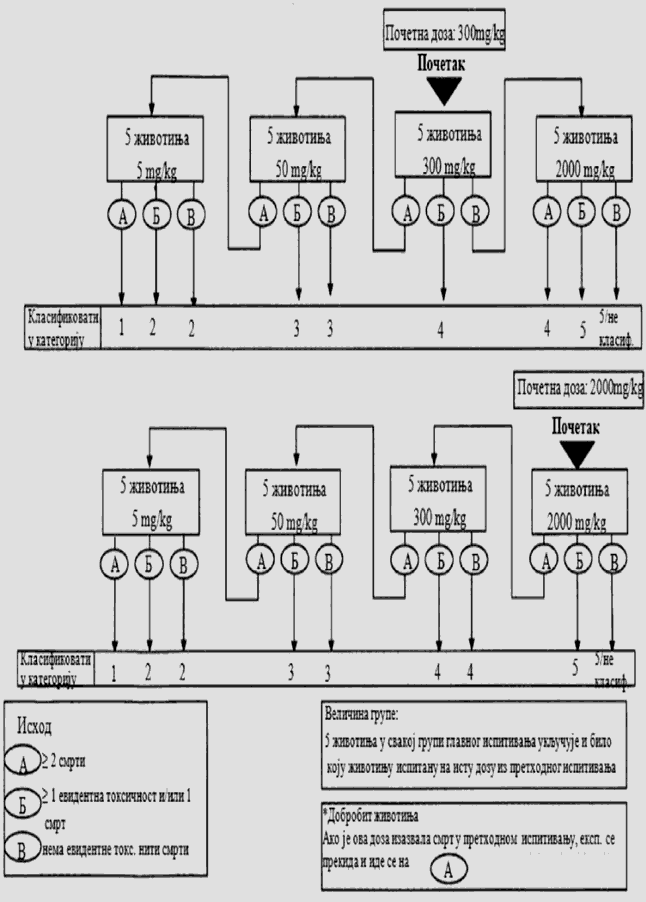 Почетна доза: 300mg/kg
Почетак
5 животиња
5 mg/kg
5 животиња
50 mg/kg
5 животиња
300 mg/kg
5 животиња
2000 mg/kg
А Б В
А Б В
А Б В
А Б В
Класификовати
у категорију
1 2 2 3 3 4 4 5 5/не
класиф.
Почетна доза: 2000mg/kg
Почетак
5 животиња
5 mg/kg
5 животиња
50 mg/kg
5 животиња
300 mg/kg
5 животиња
2000 mg/kg
А Б В
А Б В
А Б В
А Б В
Класификовати
у категорију
1 2 2 3 3 4 4 5 5/не
класиф.
Исход
А ≥ 2 смрти
Б ≥ 1 евидентна токсичност и/или 1
смрт
В нема евидентне токс. нити смрти
Величина групе:
5 животиња у свакој групи главног испитивања укључује и било
коју животињу испитану на исту дозу из претходног испитивања
*Добробит животиња
Ако је ова доза изазвала смрт у претходном испитивању, експ. се
прекида и иде се на А